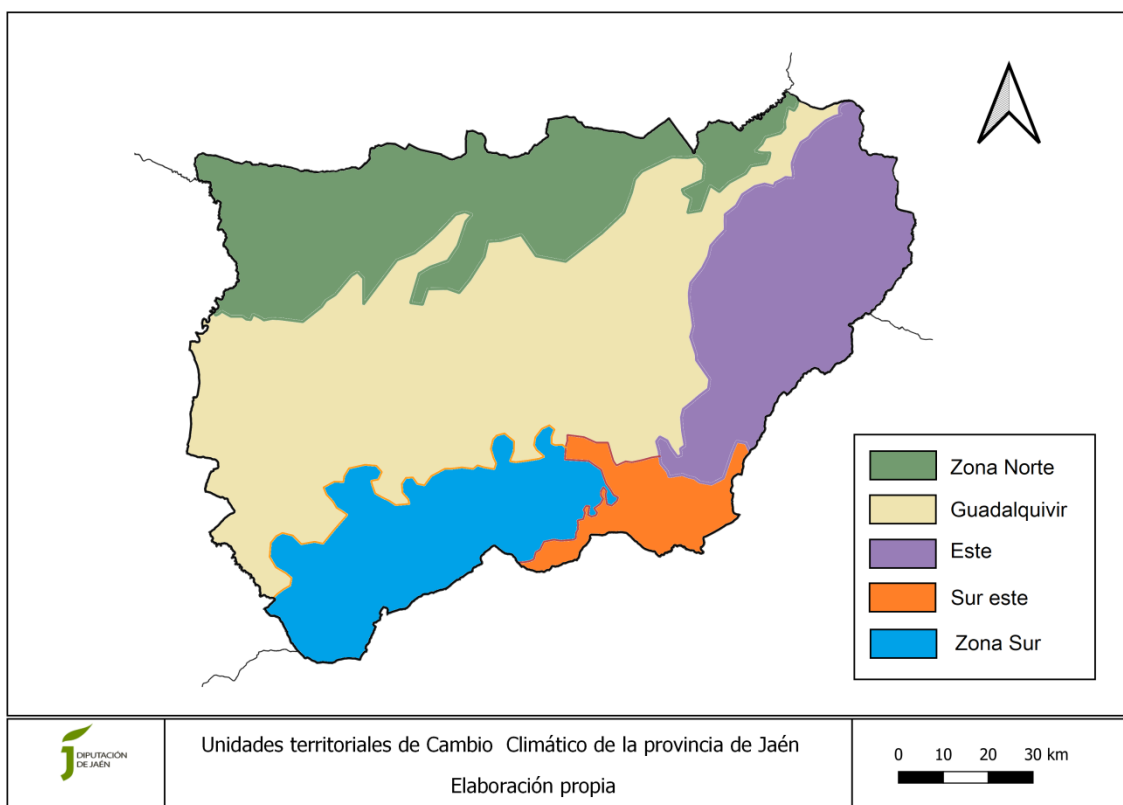 Zona Norte
Guadalquivir
Este
Sur este
Zona Sur
DIPUTACIÓN
DE JAÉN
Unidades territoriales de Cambio Climático de la provincia de Jaén
Elaboración propia
0 10 20 30 km